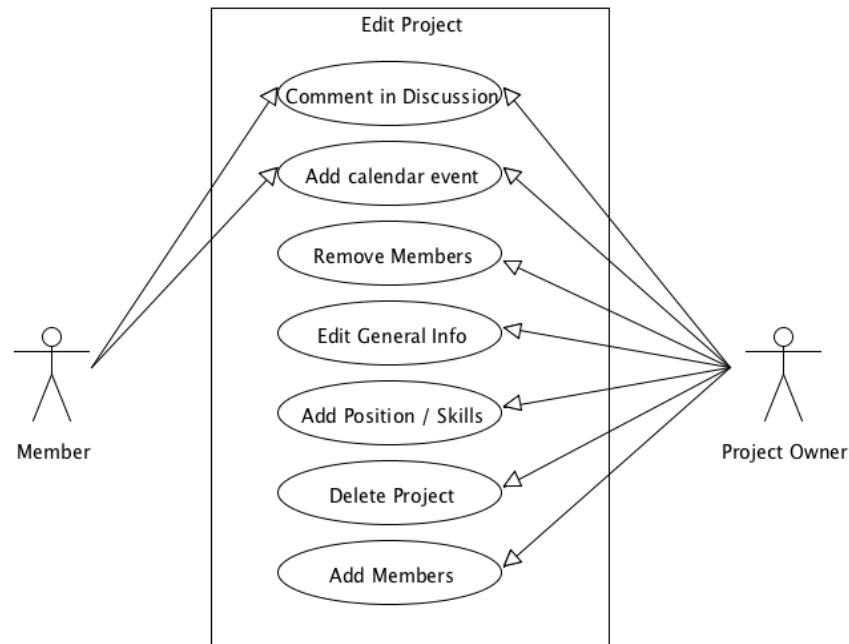 Edit Project
Comment in Discussion
Add calendar event
Remove Members
Edit General Info
Add Position / Skills
Member
Project Owner
Delete Project
Add Members